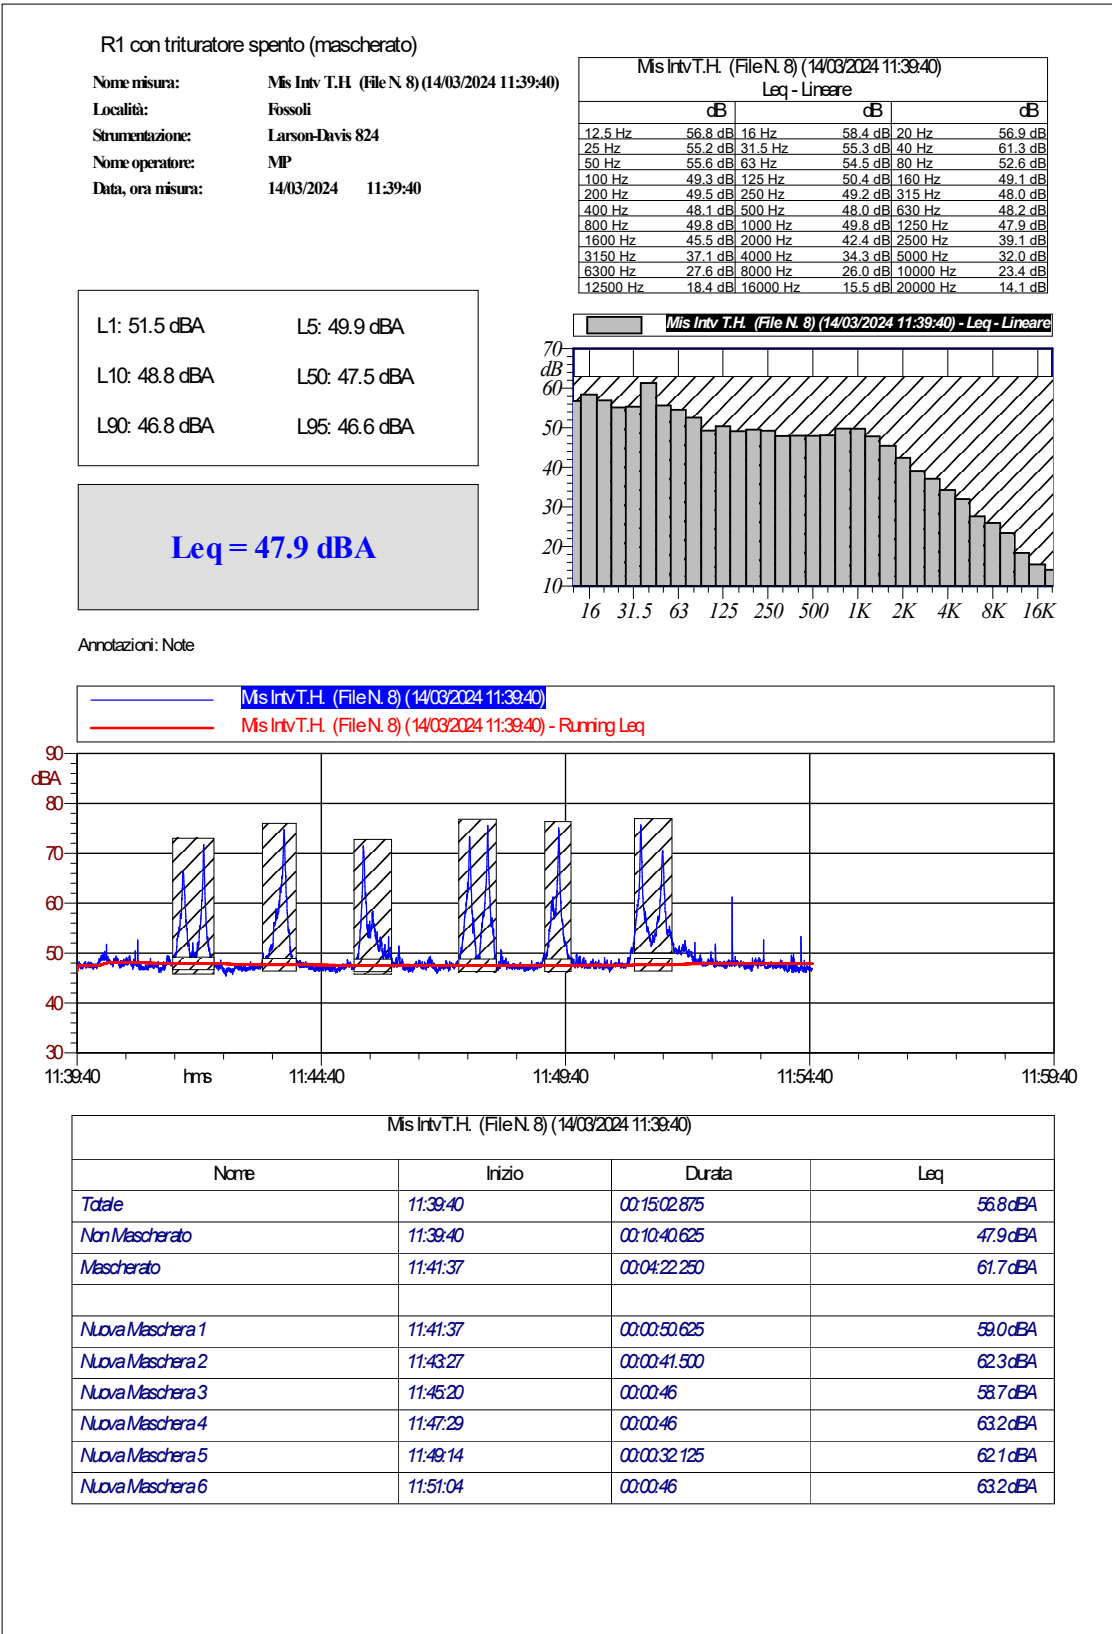 R1 con trituratore spento (mascherato)
Nome misura: Mis Intv T.H. (File N. 8) (14/03/2024 11:39:40)
Località: Fossoli
Strumentazione: Larson-Davis 824
Nome operatore: MP
Data, ora misura: 14/03/2024 11:39:40
Mis Intv T.H. (File N. 8) (14/03/2024 11:39:40)
Leq - Lineare
dB dB dB
12.5 Hz 56.8 dB 16 Hz 58.4 dB 20 Hz 56.9 dB
25 Hz 55.2 dB 31.5 Hz 55.3 dB 40 Hz 61.3 dB
50 Hz 55.6 dB 63 Hz 54.5 dB 80 Hz 52.6 dB
100 Hz 49.3 dB 125 Hz 50.4 dB 160 Hz 49.1 dB
200 Hz 49.5 dB 250 Hz 49.2 dB 315 Hz 48.0 dB
400 Hz 48.1 dB 500 Hz 48.0 dB 630 Hz 48.2 dB
800 Hz 49.8 dB 1000 Hz 49.8 dB 1250 Hz 47.9 dB
1600 Hz 45.5 dB 2000 Hz 42.4 dB 2500 Hz 39.1 dB
3150 Hz 37.1 dB 4000 Hz 34.3 dB 5000 Hz 32.0 dB
6300 Hz 27.6 dB 8000 Hz 26.0 dB 10000 Hz 23.4 dB
12500 Hz 18.4 dB 16000 Hz 15.5 dB 20000 Hz 14.1 dB
L1: 51.5 dBA L5: 49.9 dBA
L10: 48.8 dBA L50: 47.5 dBA
L90: 46.8 dBA L95: 46.6 dBA
Leq = 47.9 dBA
Mis Intv T.H. (File N. 8) (14/03/2024 11:39:40) - Leq - Lineare
70
dB
60
50
40
30
20
10
16 31.5 63 125 250 500 1K 2K 4K 8K 16K
Annotazioni: Note
Mis Intv T.H. (File N. 8) (14/03/2024 11:39:40)
Mis Intv T.H. (File N. 8) (14/03/2024 11:39:40) - Running Leq
90
dBA
80
70
60
50
40
30
11:39:40 hms 11:44:40 11:49:40 11:54:40 11:59:40
Mis Intv T.H. (File N. 8) (14/03/2024 11:39:40)
Nome Inizio Durata Leq
Totale 11:39:40 00:15:02.875 56.8 dBA
Non Mascherato 11:39:40 00:10:40.625 47.9 dBA
Mascherato 11:41:37 00:04:22.250 61.7 dBA
Nuova Maschera 1 11:41:37 00:00:50.625 59.0 dBA
Nuova Maschera 2 11:43:27 00:00:41.500 62.3 dBA
Nuova Maschera 3 11:45:20 00:00:46 58.7 dBA
Nuova Maschera 4 11:47:29 00:00:46 63.2 dBA
Nuova Maschera 5 11:49:14 00:00:32.125 62.1 dBA
Nuova Maschera 6 11:51:04 00:00:46 63.2 dBA